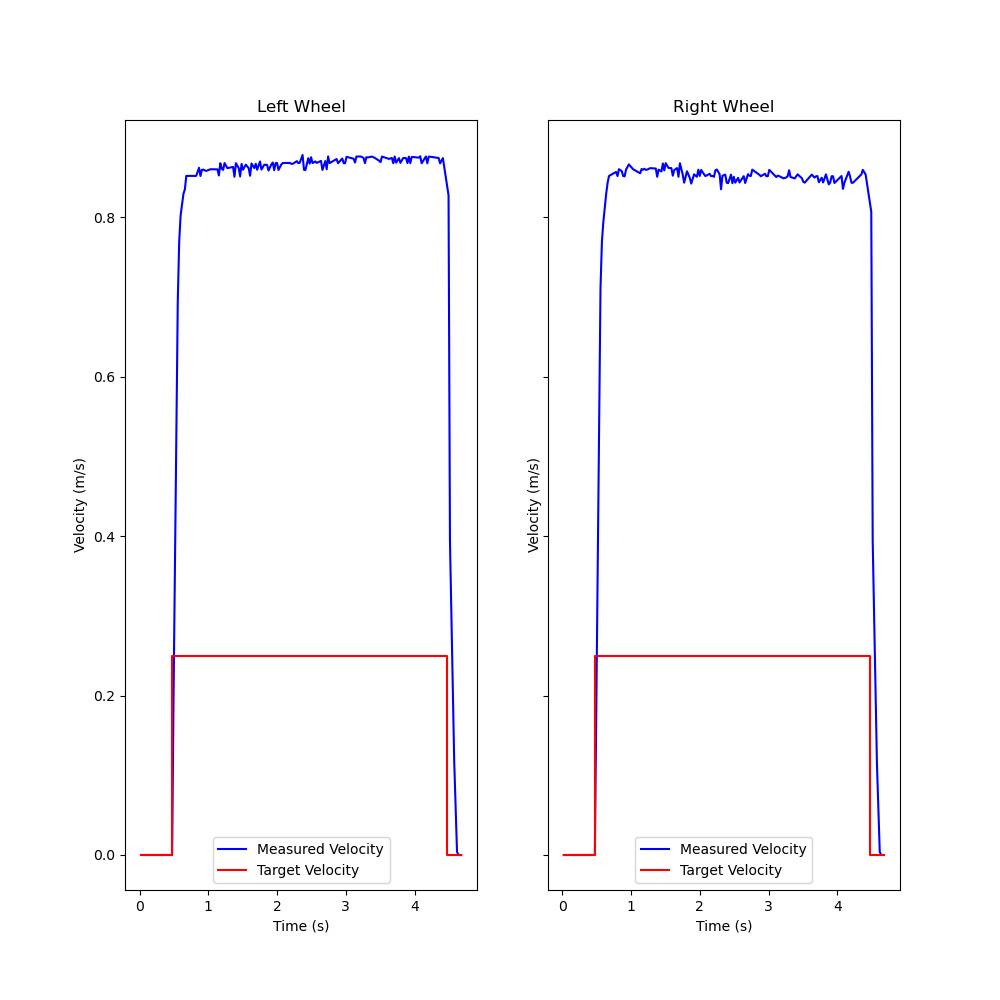 Left Wheel
Velocity (m/s)
0.8
0.6
0.4
0.2
0.0
Measured Velocity
Target Velocity
0 1 2 3 4
Time (s)
Right Wheel
Velocity (m/s)
Measured Velocity
Target Velocity
0 1 2 3 4
Time (s)